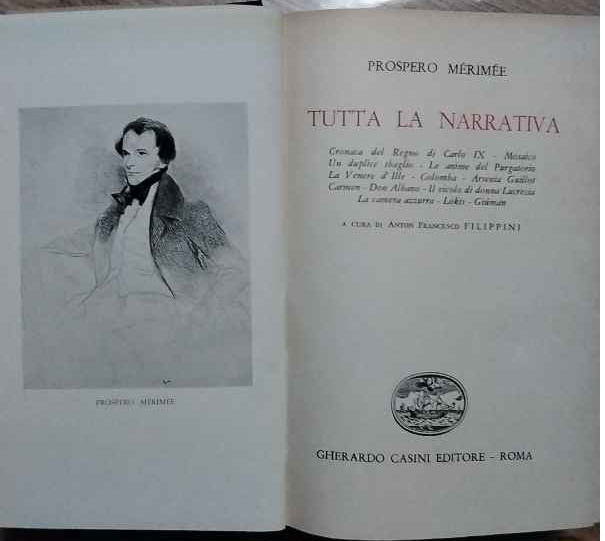 PROSPERO MÉRIMÉE
PROSPERO MÉRIMÉE
TUTTA LA NARRATIVA
Cronaca del Regno di Carlo IX - Mosaico
Un duplice sbaglio - Le anime del Purgatorio
La Venere d'Ille - Colomba - Arsenia Guillot
Carmen - Don Albano - Il vicolo di donna Lucrezia
La camera azzurra - Lokis - Giùman
A CURA DI ANTON FRANCESCO FILIPPINI
GHERARDO CASINI EDITORE - ROMA